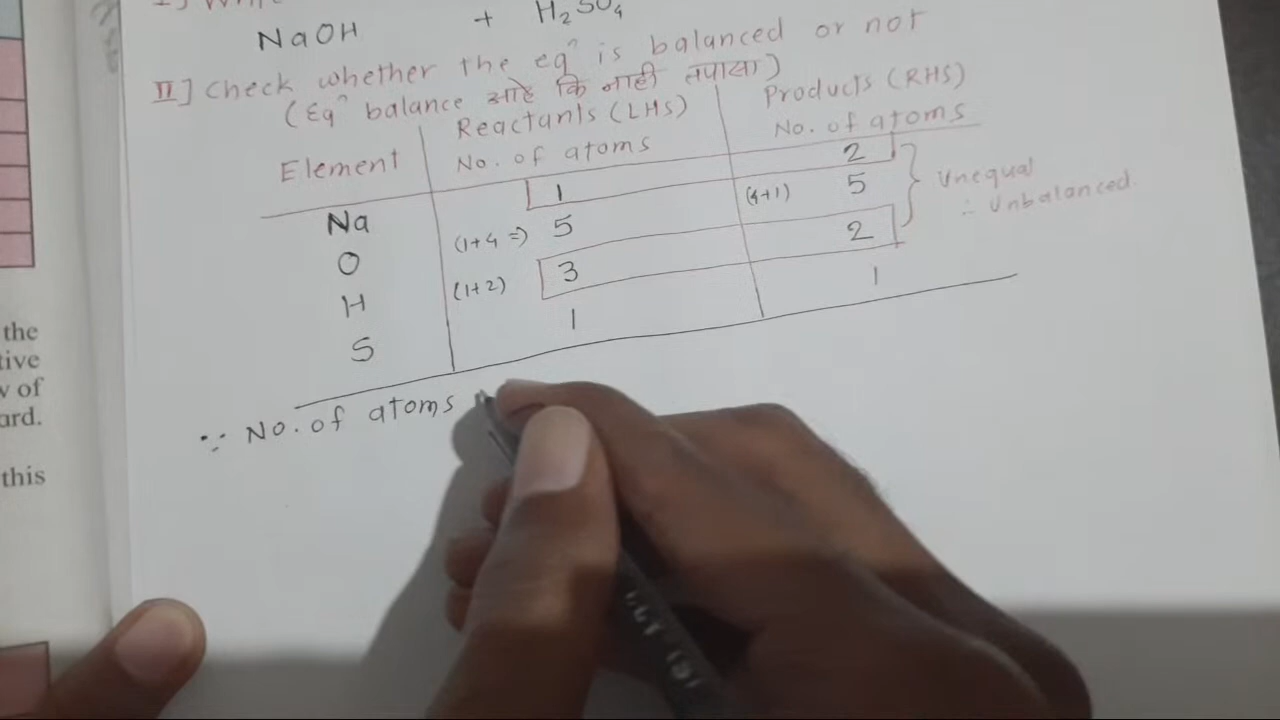 NaOH + H₂SO₄
II] Check whether the eqⁿ is balanced or not
(Eqⁿ balance आहे कि नाही तपासा)
Element Reactants (LHS) No. of atoms Products (RHS) No. of atoms
Na 1 2
O (1+4 =) 5 (4+1) 5
H (1+2) 3 2
S 1 1
} Unequal
∴ Unbalanced
∵ No. of atoms
the
tive
w of
ard.
this